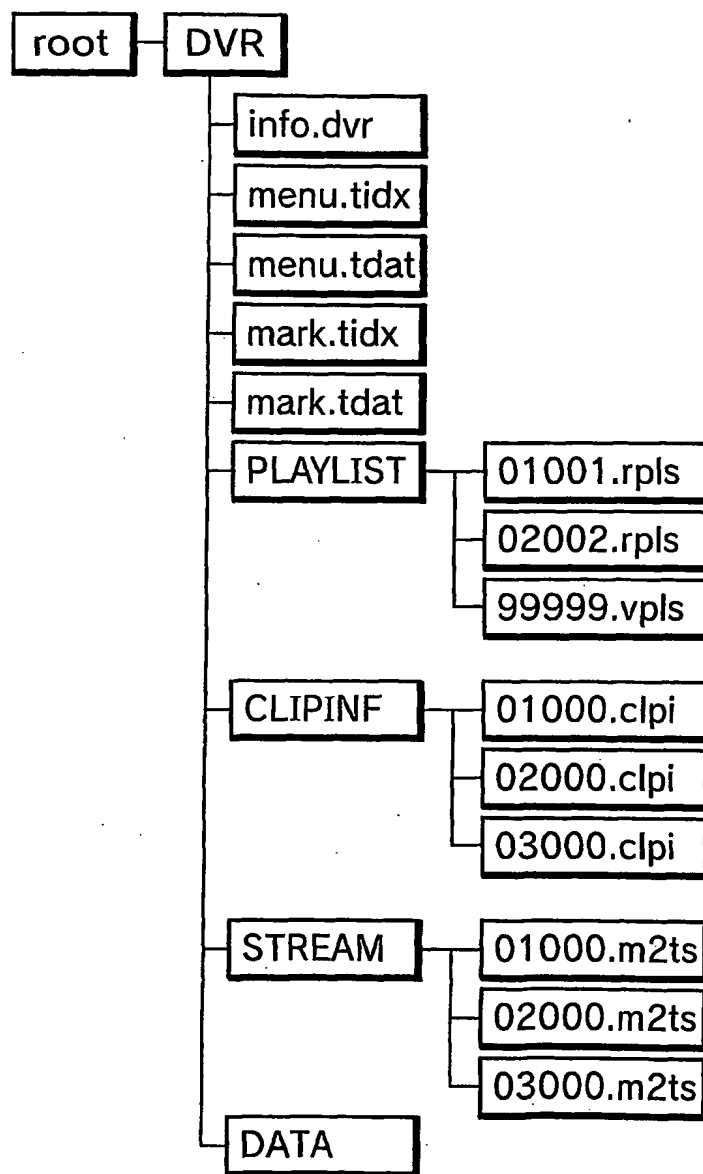 root DVR
info.dvr
menu.tidx
menu.tdat
mark.tidx
mark.tdat
PLAYLIST 01001.rpls
02002.rpls
99999.vpls
CLIPINF 01000.clpi
02000.clpi
03000.clpi
STREAM 01000.m2ts
02000.m2ts
03000.m2ts
DATA